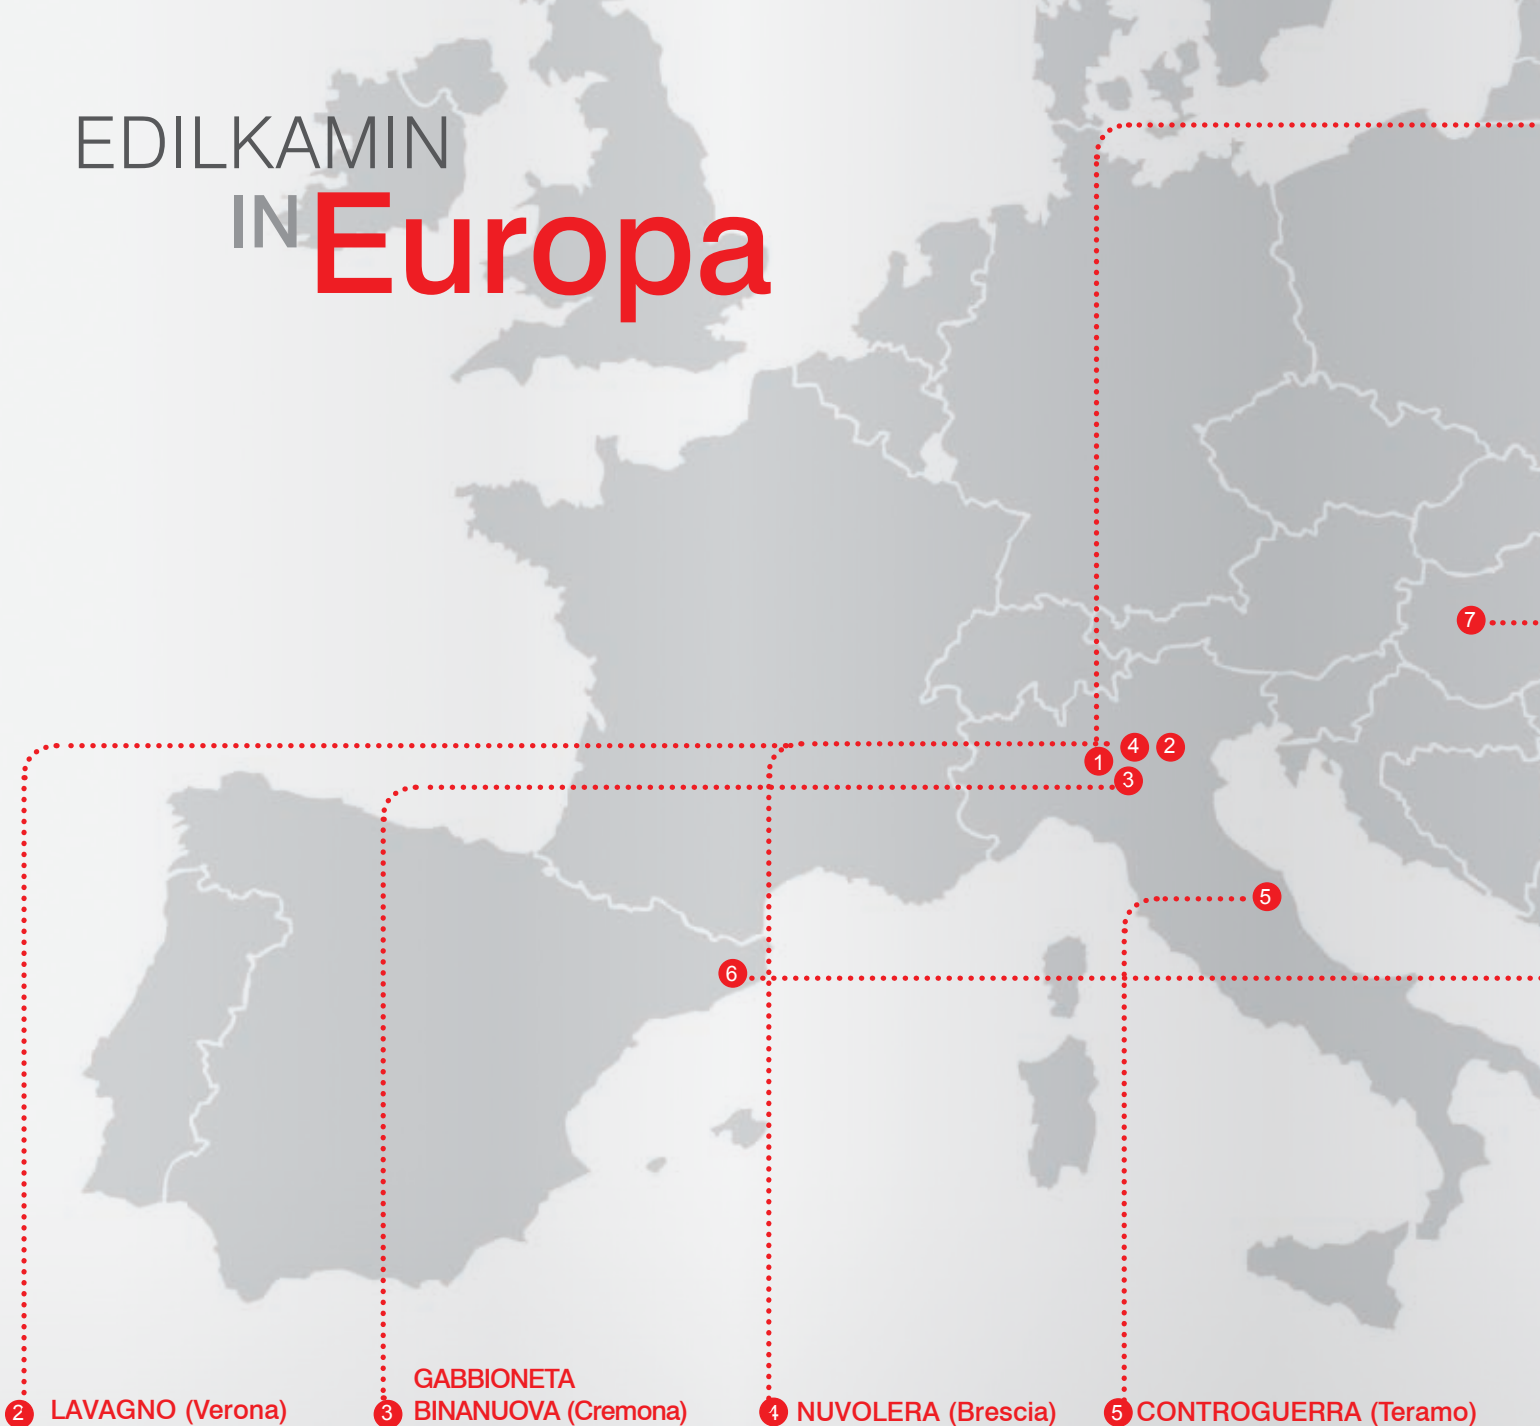 EDILKAMIN
IN Europa
7
4 2
1
3
5
6
GABBIONETA
2 LAVAGNO (Verona)
3 BINANUOVA (Cremona)
4 NUVOLERA (Brescia)
5 CONTROGUERRA (Teramo)